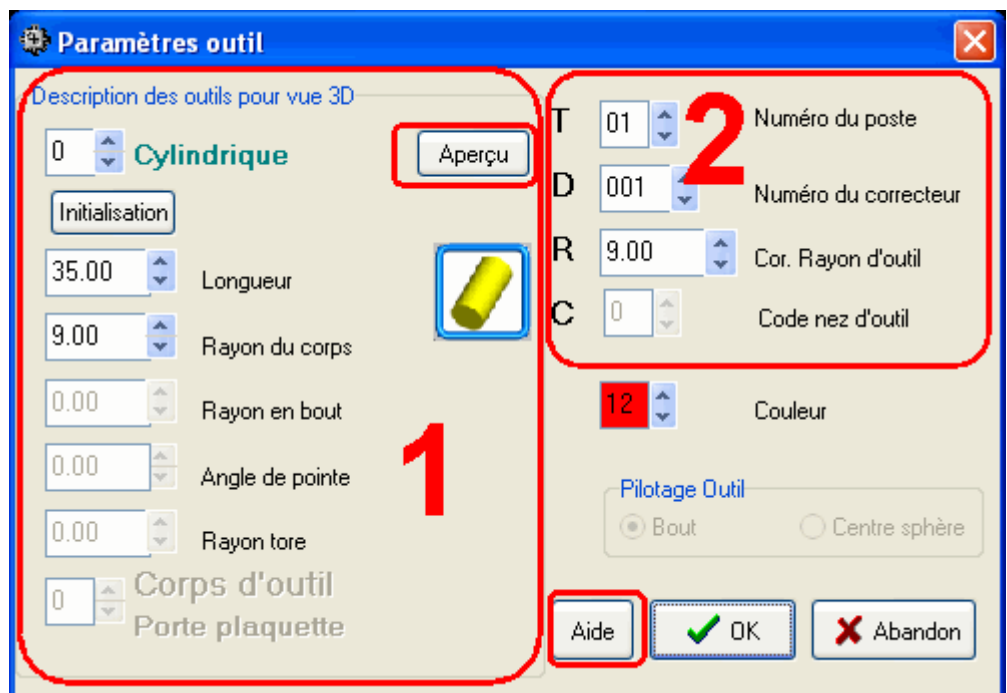 Paramètres outil
Description des outils pour vue 3D
0 Cylindrique
Aperçu
Initialisation
35.00 Longueur
9.00 Rayon du corps
0.00 Rayon en bout
0.00 Angle de pointe
0.00 Rayon tore
0 Corps d'outil
Porte plaquette
1
T 01 Numéro du poste
D 001 Numéro du correcteur
R 9.00 Cor. Rayon d'outil
C 0 Code nez d'outil
2
12 Couleur
Pilotage Outil
Bout Centre sphère
Aide OK Abandon